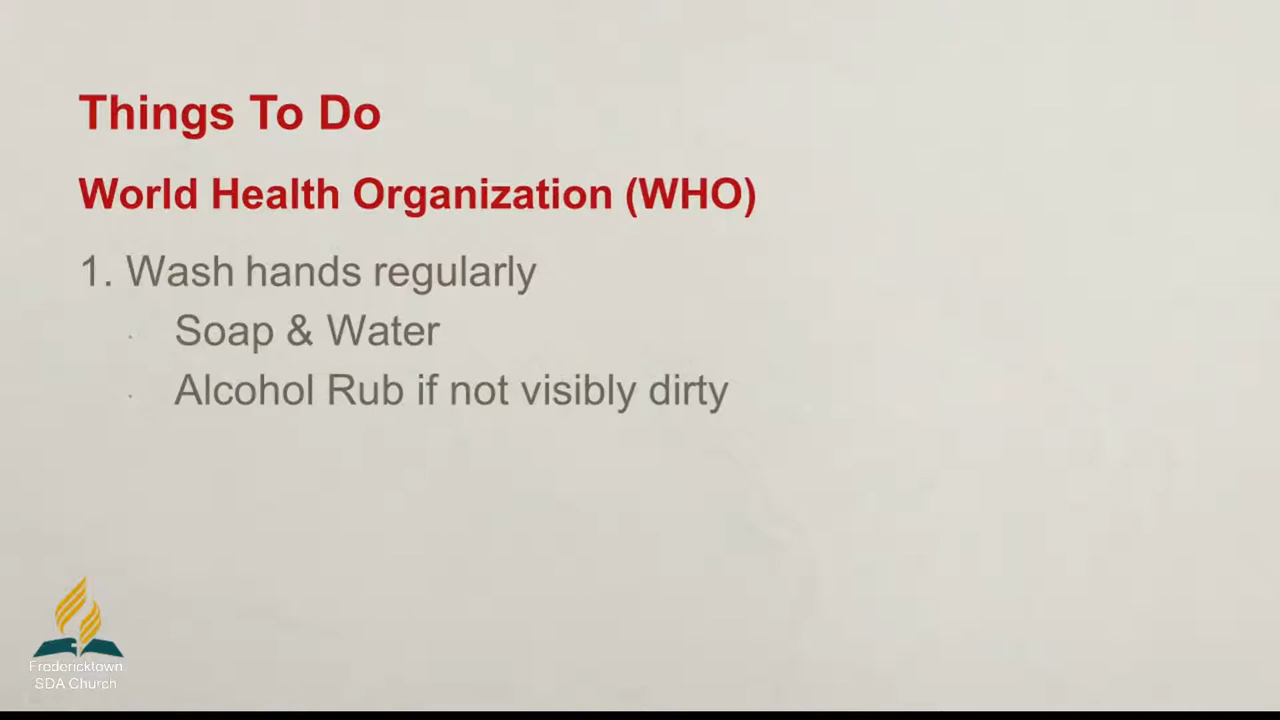 Things To Do
World Health Organization (WHO)
1. Wash hands regularly
· Soap & Water
· Alcohol Rub if not visibly dirty
Fredericktown
SDA Church